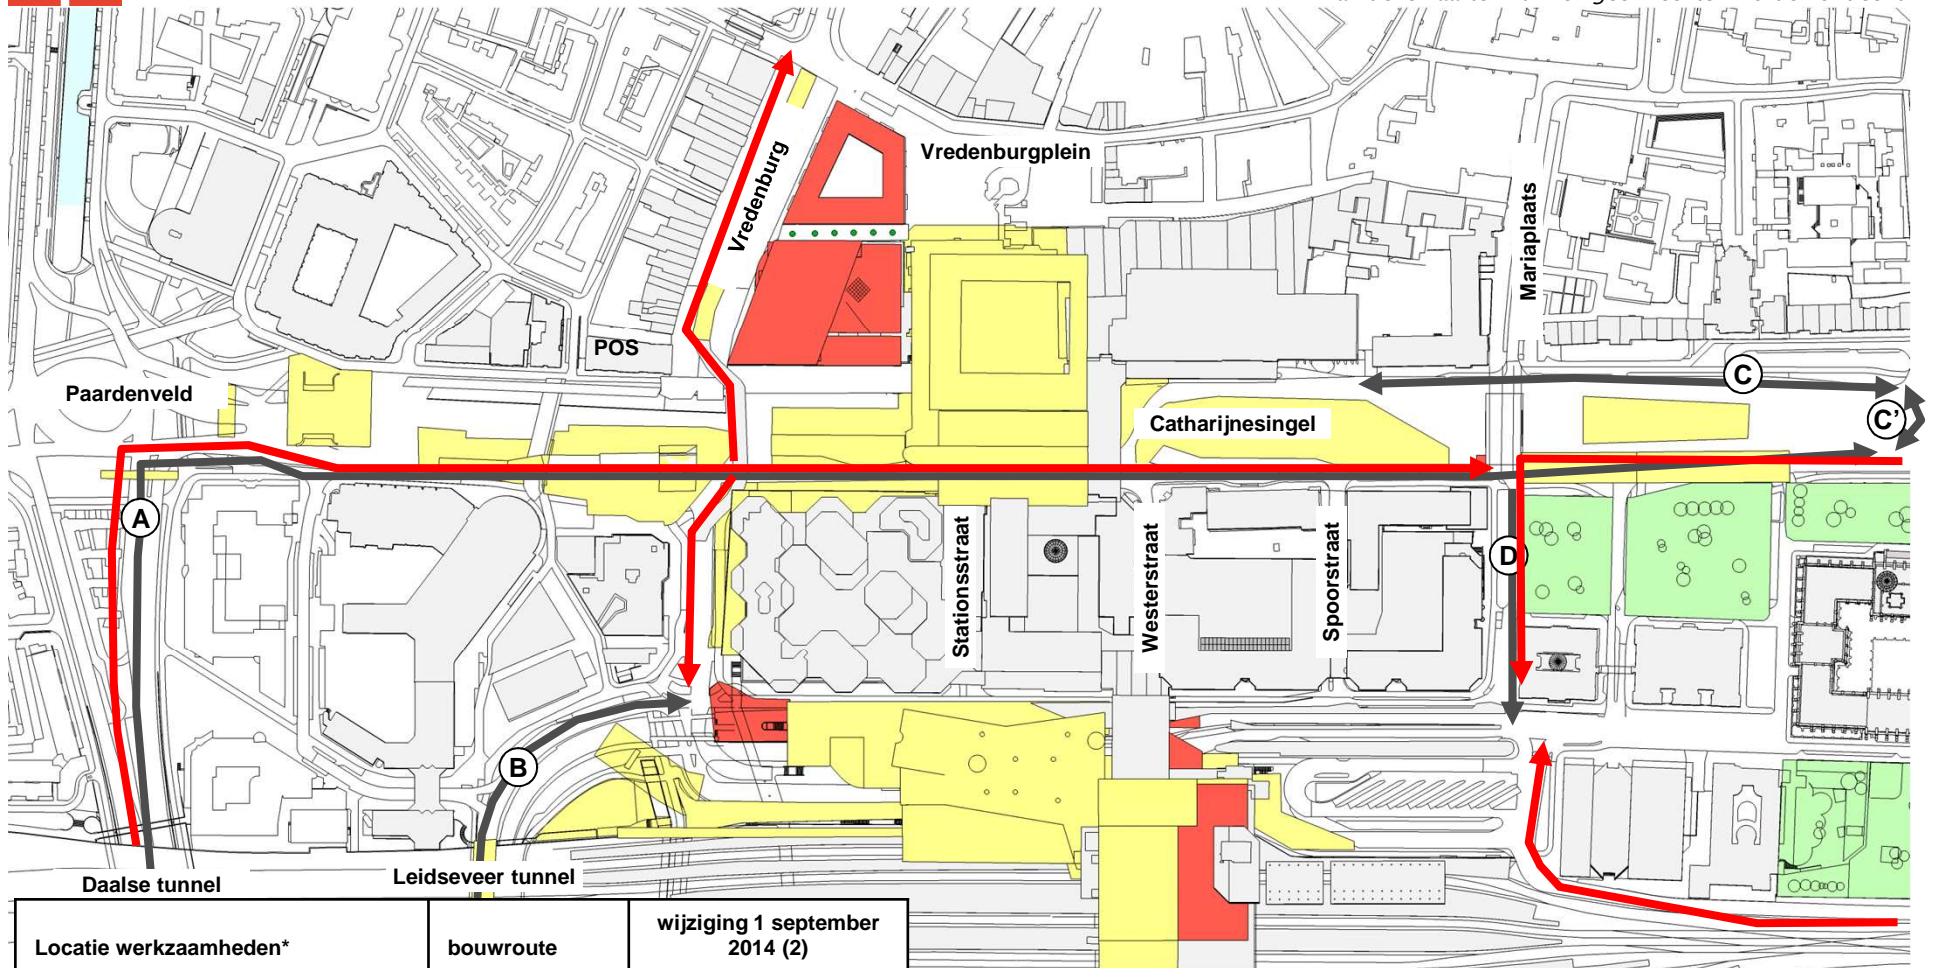 Vredenburgplein
Vredenburg
Mariaplaats
POS
Paardenveld
C
C'
Catharijnesingel
A
D
Stationsstraat
Westerstraat
Spoorstraat
B
Daalse tunnel
Leidseveer tunnel
Locatie werkzaamheden*
bouwroute
wijziging 1 september
2014 (2)